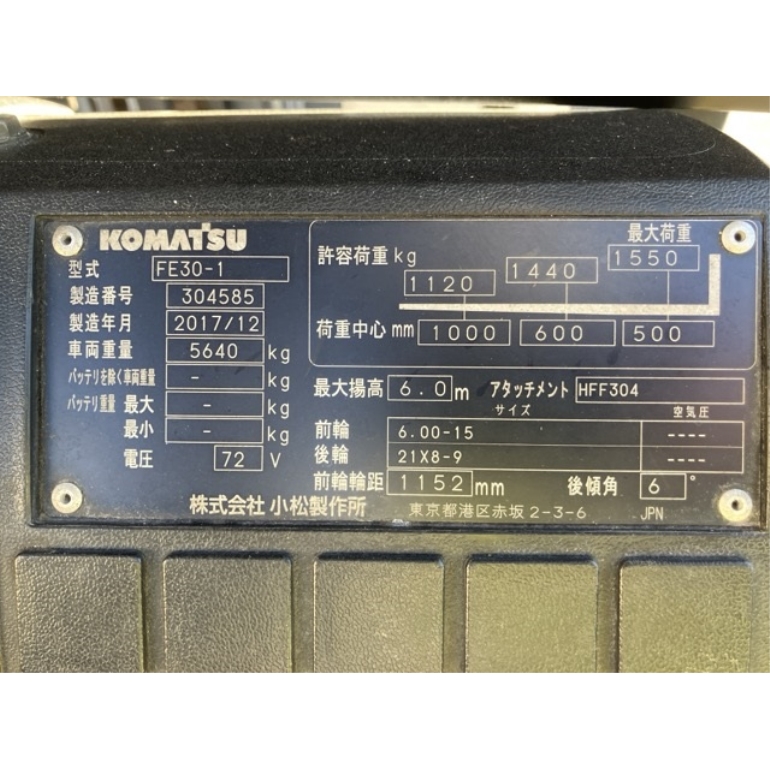 KOMATSU
型式 FE30-1
製造番号 304585
製造年月 2017/12
車両重量 5640 kg
バッテリを除く車両重量 - kg
バッテリ重量 最大 - kg
最小 - kg
電圧 72 V
最大荷重
許容荷重 kg 1120 1440 1550
荷重中心 mm 1000 600 500
最大揚高 6.0 m アタッチメント HFF304
サイズ 空気圧
前輪 6.00-15 ----
後輪 21X8-9 ----
前輪輪距 1152 mm 後傾角 6 °
株式会社 小松製作所 東京都港区赤坂2-3-6 JPN